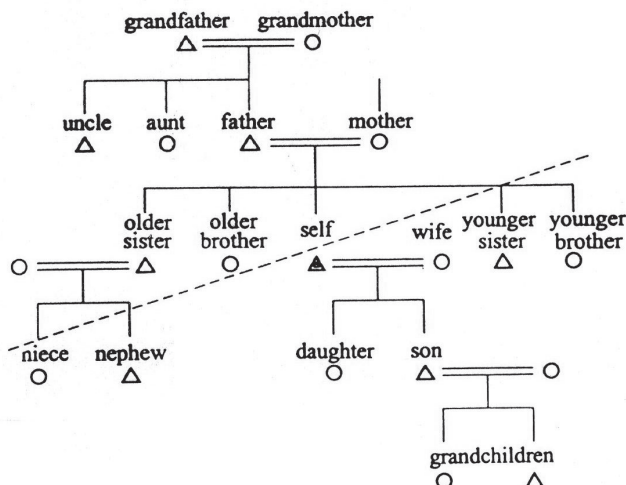 grandfather grandmother
uncle aunt father mother
older sister
older brother
self
wife
younger sister
younger brother
niece nephew
daughter son
grandchildren